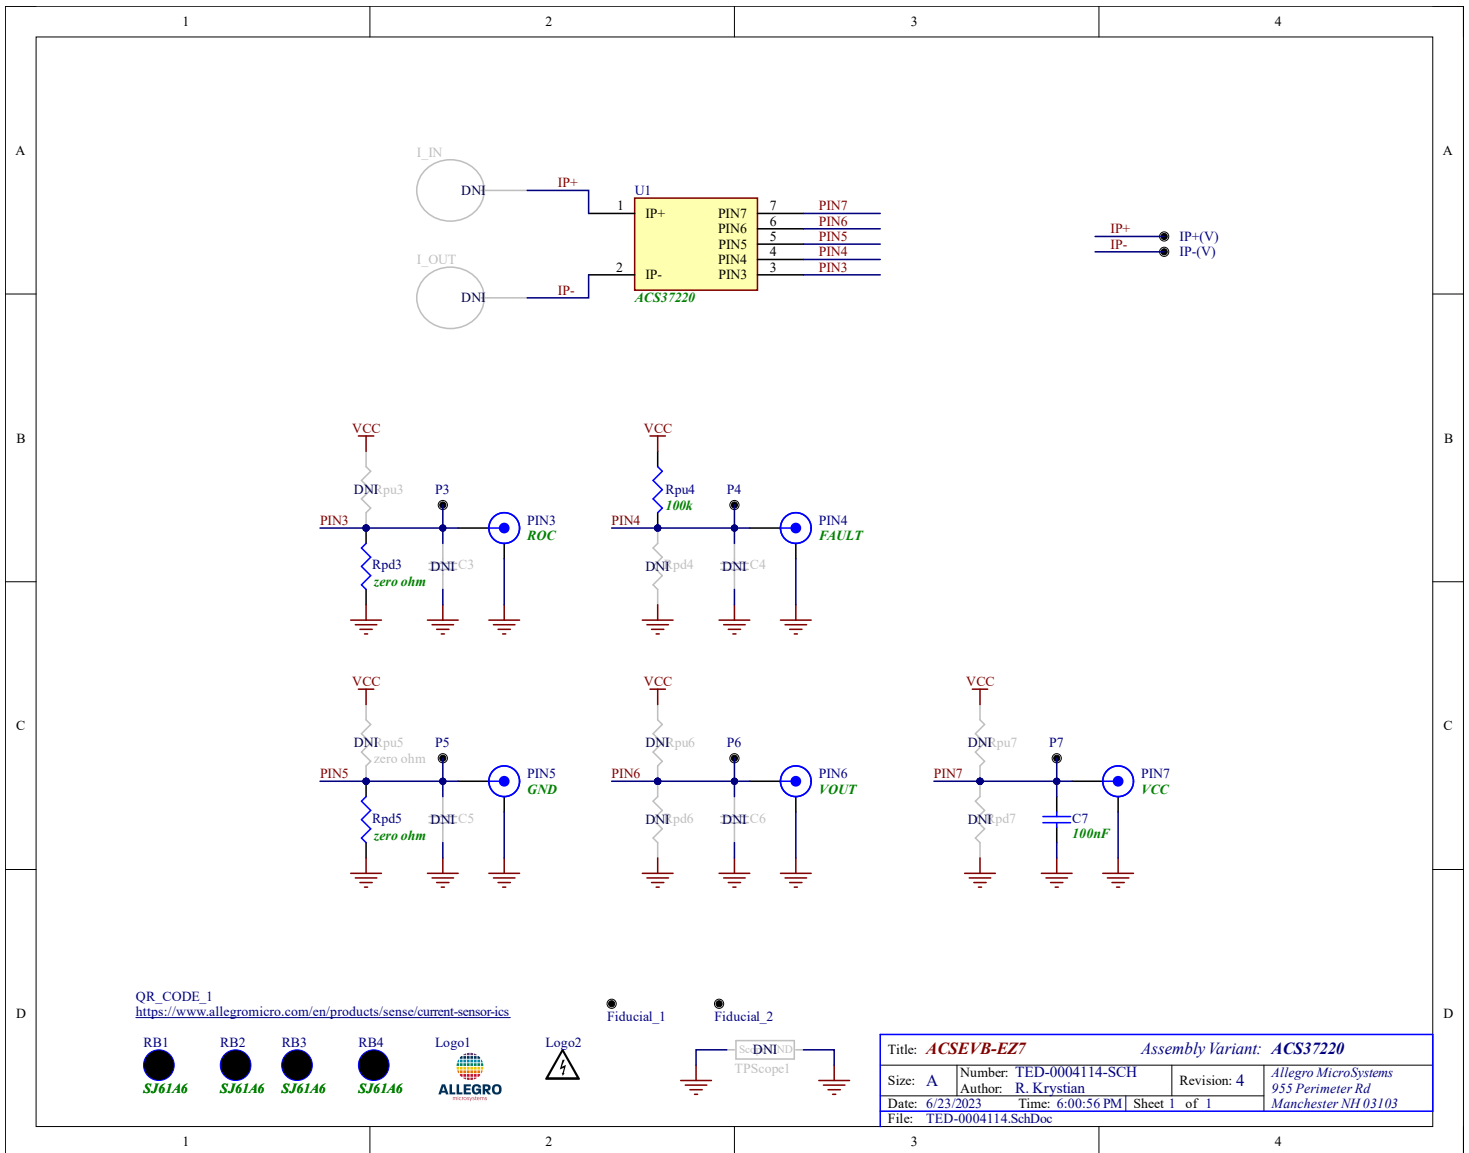 1 2 3 4
A A
I_IN
DNI
IP+
U1
1 IP+
PIN7 7 PIN7
PIN6 6 PIN6
PIN5 5 PIN5
PIN4 4 PIN4
PIN3 3 PIN3
2 IP-
ACS37220
I_OUT
DNI
IP-
IP+ IP+(V)
IP- IP-(V)
B B
VCC
DNI Rpu3
P3
PIN3
PIN3
ROC
Rpd3
zero ohm
DNI C3
VCC
Rpu4
100k
P4
PIN4
PIN4
FAULT
DNI Rpd4
DNI C4
C C
VCC
DNI Rpu5
zero ohm
P5
PIN5
PIN5
GND
Rpd5
zero ohm
DNI C5
VCC
DNI Rpu6
P6
PIN6
PIN6
VOUT
DNI Rpd6
DNI C6
VCC
DNI Rpu7
P7
PIN7
PIN7
VCC
DNI Rpd7
C7
100nF
D D
QR_CODE_1
https://www.allegromicro.com/en/products/sense/current-sensor-ics
Fiducial_1
Fiducial_2
RB1
SJ61A6
RB2
SJ61A6
RB3
SJ61A6
RB4
SJ61A6
Logo1
ALLEGRO
microsystems
Logo2
DNI
TPScope1
Title: ACSEVB-EZ7 Assembly Variant: ACS37220
Size: A
Number: TED-0004114-SCH
Author: R. Krystian
Revision: 4
Allegro MicroSystems
955 Perimeter Rd
Manchester NH 03103
Date: 6/23/2023 Time: 6:00:56 PM Sheet 1 of 1
File: TED-0004114.SchDoc
1 2 3 4